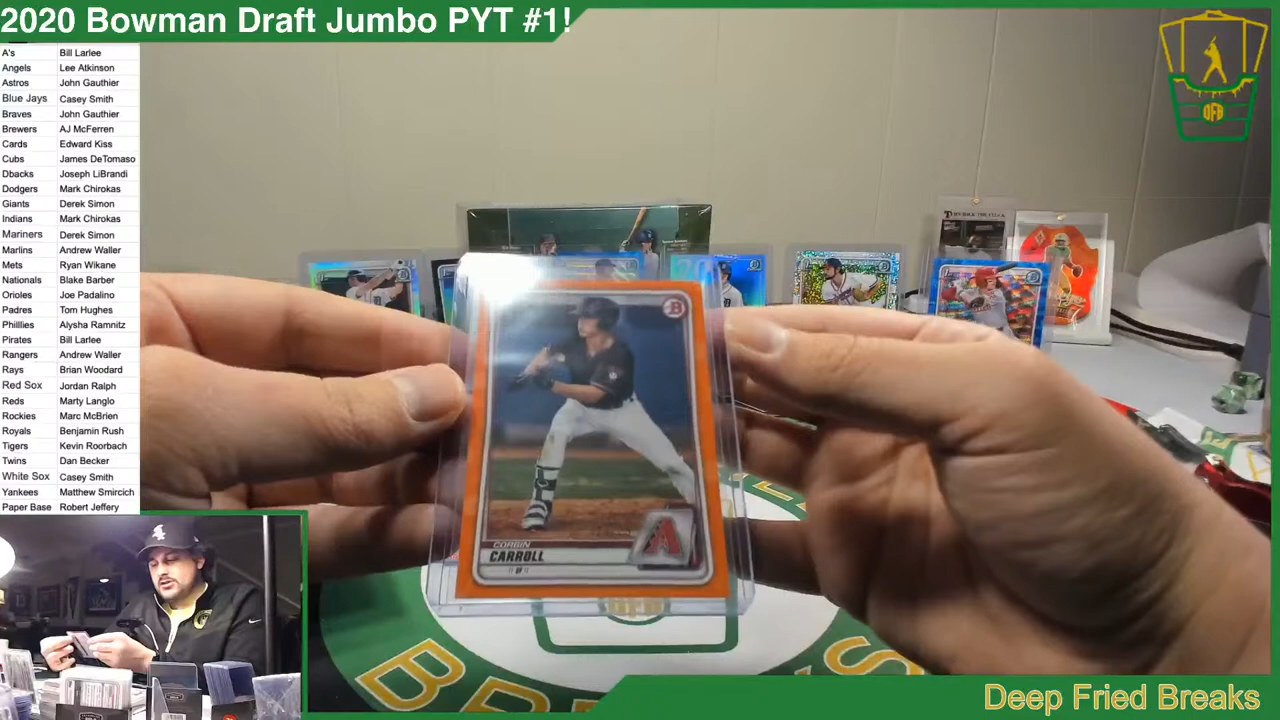 2020 Bowman Draft Jumbo PYT #1!
A's Bill Larlee
Angels Lee Atkinson
Astros John Gauthier
Blue Jays Casey Smith
Braves John Gauthier
Brewers AJ McFerren
Cards Edward Kiss
Cubs James DeTomaso
Dbacks Joseph LiBrandi
Dodgers Mark Chirokas
Giants Derek Simon
Indians Mark Chirokas
Mariners Derek Simon
Marlins Andrew Waller
Mets Ryan Wikane
Nationals Blake Barber
Orioles Joe Padalino
Padres Tom Hughes
Philllies Alysha Ramnitz
Pirates Bill Larlee
Rangers Andrew Waller
Rays Brian Woodard
Red Sox Jordan Ralph
Reds Marty Langlo
Rockies Marc McBrien
Royals Benjamin Rush
Tigers Kevin Roorbach
Twins Dan Becker
White Sox Casey Smith
Yankees Matthew Smircich
Paper Base Robert Jeffery
DFB
B
CORBIN
CARROLL
OF
A
DFB
Deep Fried Breaks